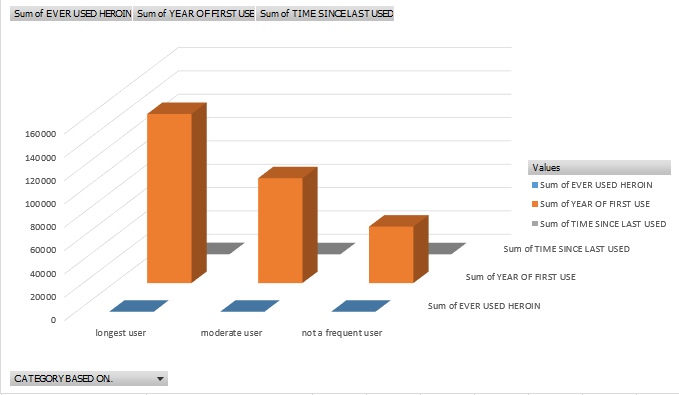 Sum of EVER USED HEROIN Sum of YEAR OF FIRST USE Sum of TIME SINCE LAST USED
160000
140000
120000
100000
80000
60000
40000
20000
0
longest user
moderate user
not a frequent user
Sum of TIME SINCE LAST USED
Sum of YEAR OF FIRST USE
Sum of EVER USED HEROIN
Values
Sum of EVER USED HEROIN
Sum of YEAR OF FIRST USE
Sum of TIME SINCE LAST USED
CATEGORY BASED ON..